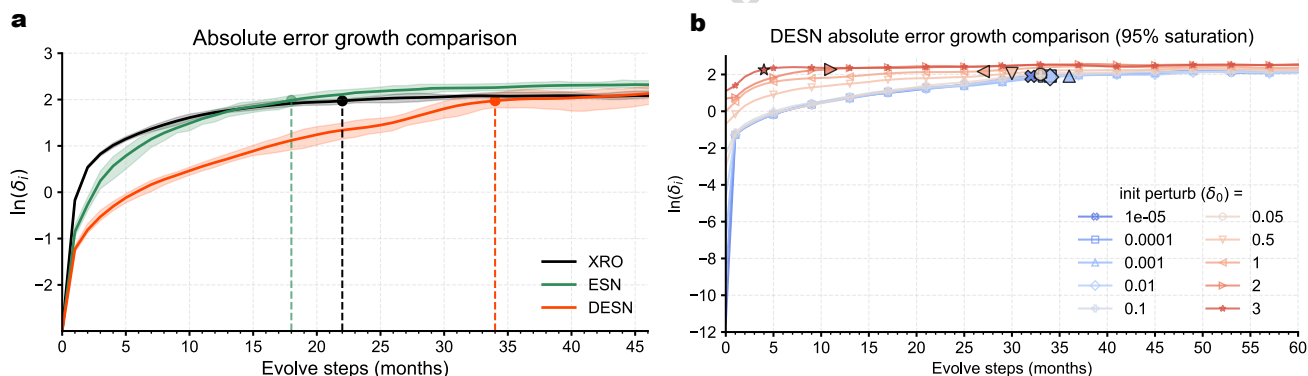 a
Absolute error growth comparison
ln(δᵢ)
2
1
0
−1
−2
XRO
ESN
DESN
0 5 10 15 20 25 30 35 40 45
Evolve steps (months)
b
DESN absolute error growth comparison (95% saturation)
ln(δᵢ)
2
0
−2
−4
−6
−8
−10
−12
init perturb (δ₀) =
1e-05 0.05
0.0001 0.5
0.001 1
0.01 2
0.1 3
0 5 10 15 20 25 30 35 40 45 50 55 60
Evolve steps (months)